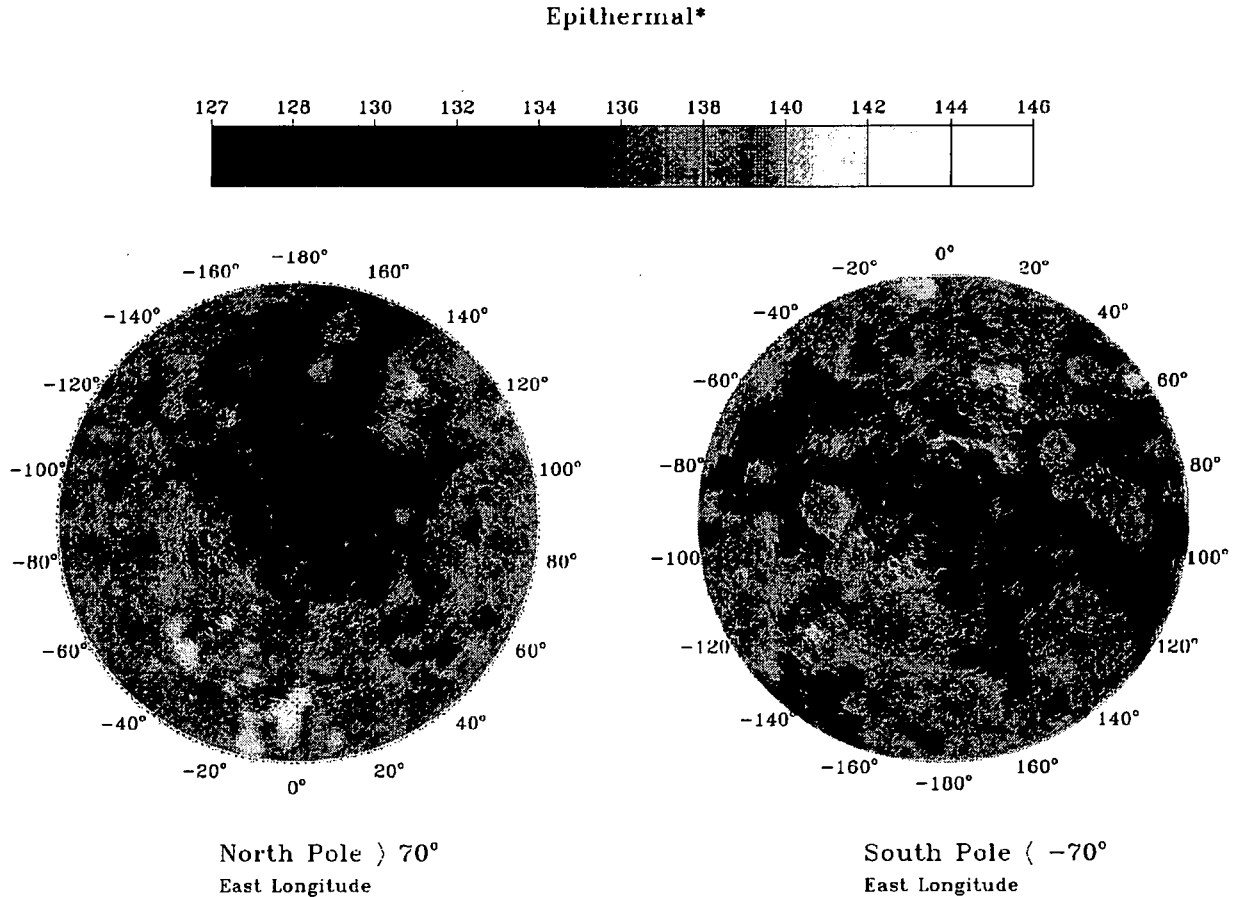 Epithermal*
127 128 130 132 134 136 138 140 142 144 146
-180° 0°
-160° 160° -20° 20°
-140° 140° -40° 40°
-120° 120° -60° 60°
-100° 100° -80° 80°
-80° 80° -100° 100°
-60° 60° -120° 120°
-40° 40° -140° 140°
-20° 20° -160° 160°
0° -180°
North Pole ⟩ 70° South Pole ⟨ -70°
East Longitude East Longitude